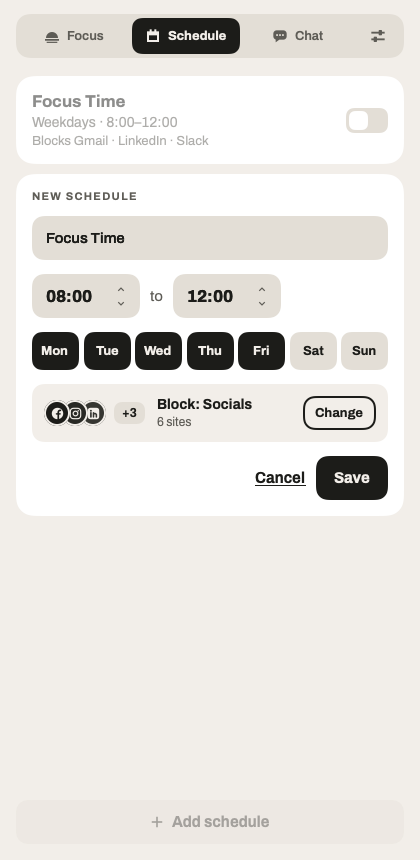 Focus
Schedule
Chat
Focus Time
Weekdays · 8:00–12:00
Blocks Gmail · LinkedIn · Slack
NEW SCHEDULE
Focus Time
08:00 to 12:00
Mon Tue Wed Thu Fri Sat Sun
+3
Block: Socials
6 sites
Change
Cancel Save
+ Add schedule